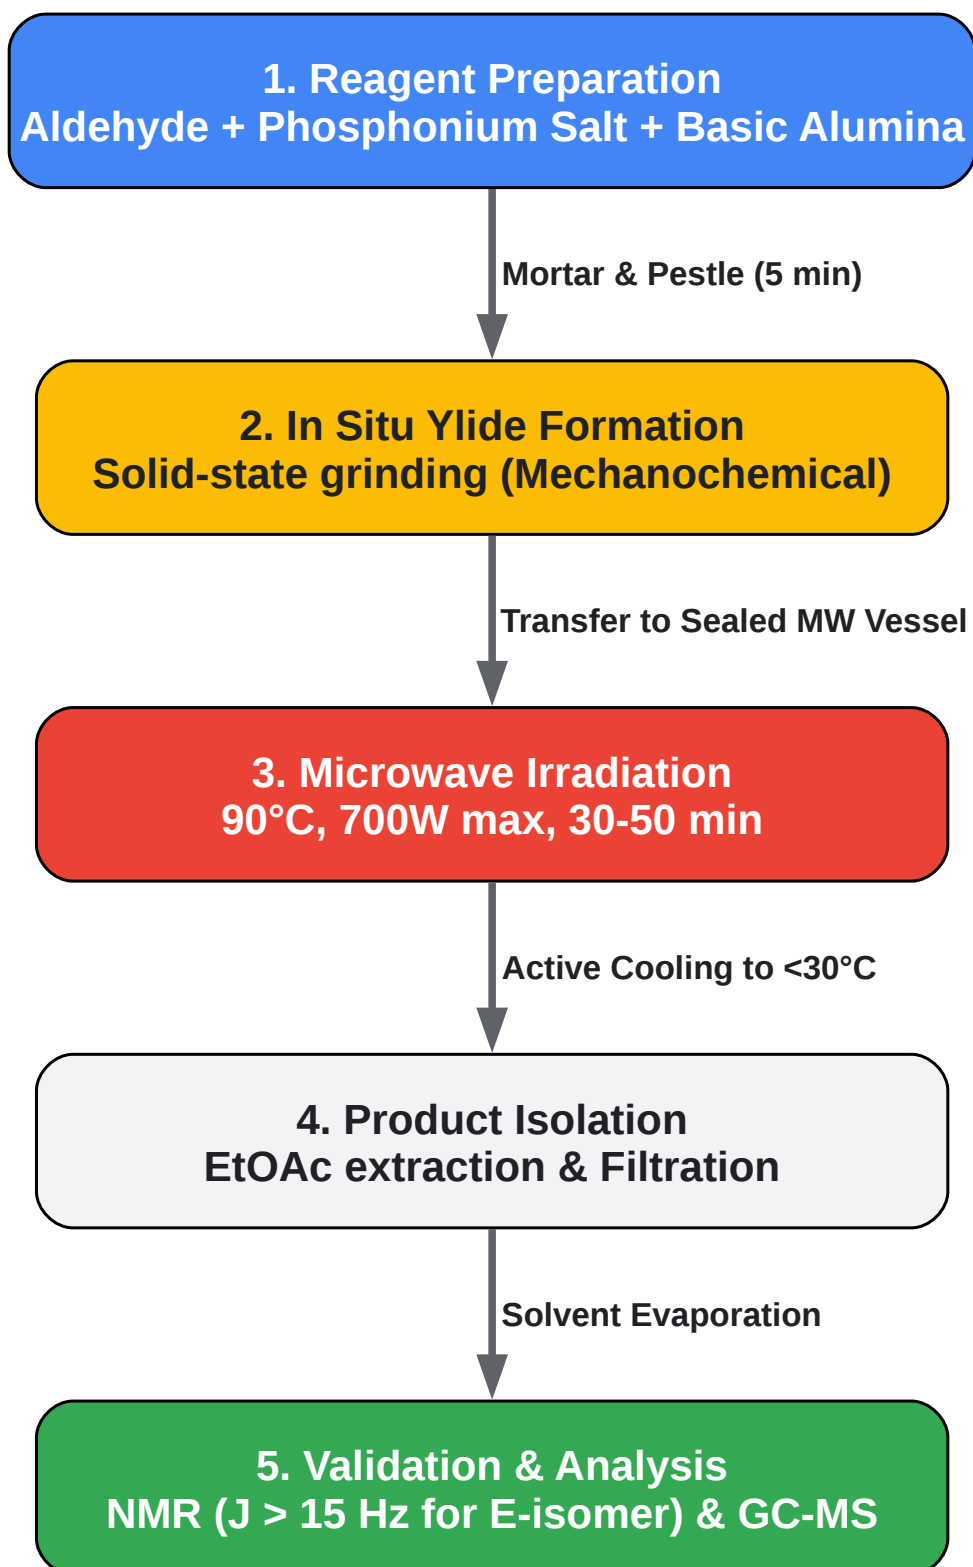 1. Reagent Preparation
Aldehyde + Phosphonium Salt + Basic Alumina
Mortar & Pestle (5 min)
2. In Situ Ylide Formation
Solid-state grinding (Mechanochemical)
Transfer to Sealed MW Vessel
3. Microwave Irradiation
90°C, 700W max, 30-50 min
Active Cooling to <30°C
4. Product Isolation
EtOAc extraction & Filtration
Solvent Evaporation
5. Validation & Analysis
NMR (J > 15 Hz for E-isomer) & GC-MS